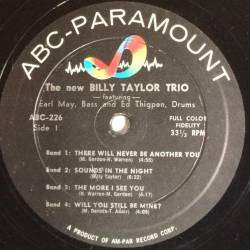 ABC-PARAMOUNT
The new BILLY TAYLOR TRIO
featuring
Earl May, Bass and Ed Thigpen, Drums
ABC-226
Side 1
FULL COLOR
FIDELITY
33⅓ RPM
Band 1: THERE WILL NEVER BE ANOTHER YOU
(M. Gordon-H. Warren) (4:55)
Band 2: SOUNDS IN THE NIGHT
(Billy Taylor) (4:22)
Band 3: THE MORE I SEE YOU
(H. Warren-M. Gordon)
Band 4: WILL YOU STILL BE MINE?
(M. Dennis-T. Adair) (4:09)
A PRODUCT OF AM-PAR RECORD CORP.